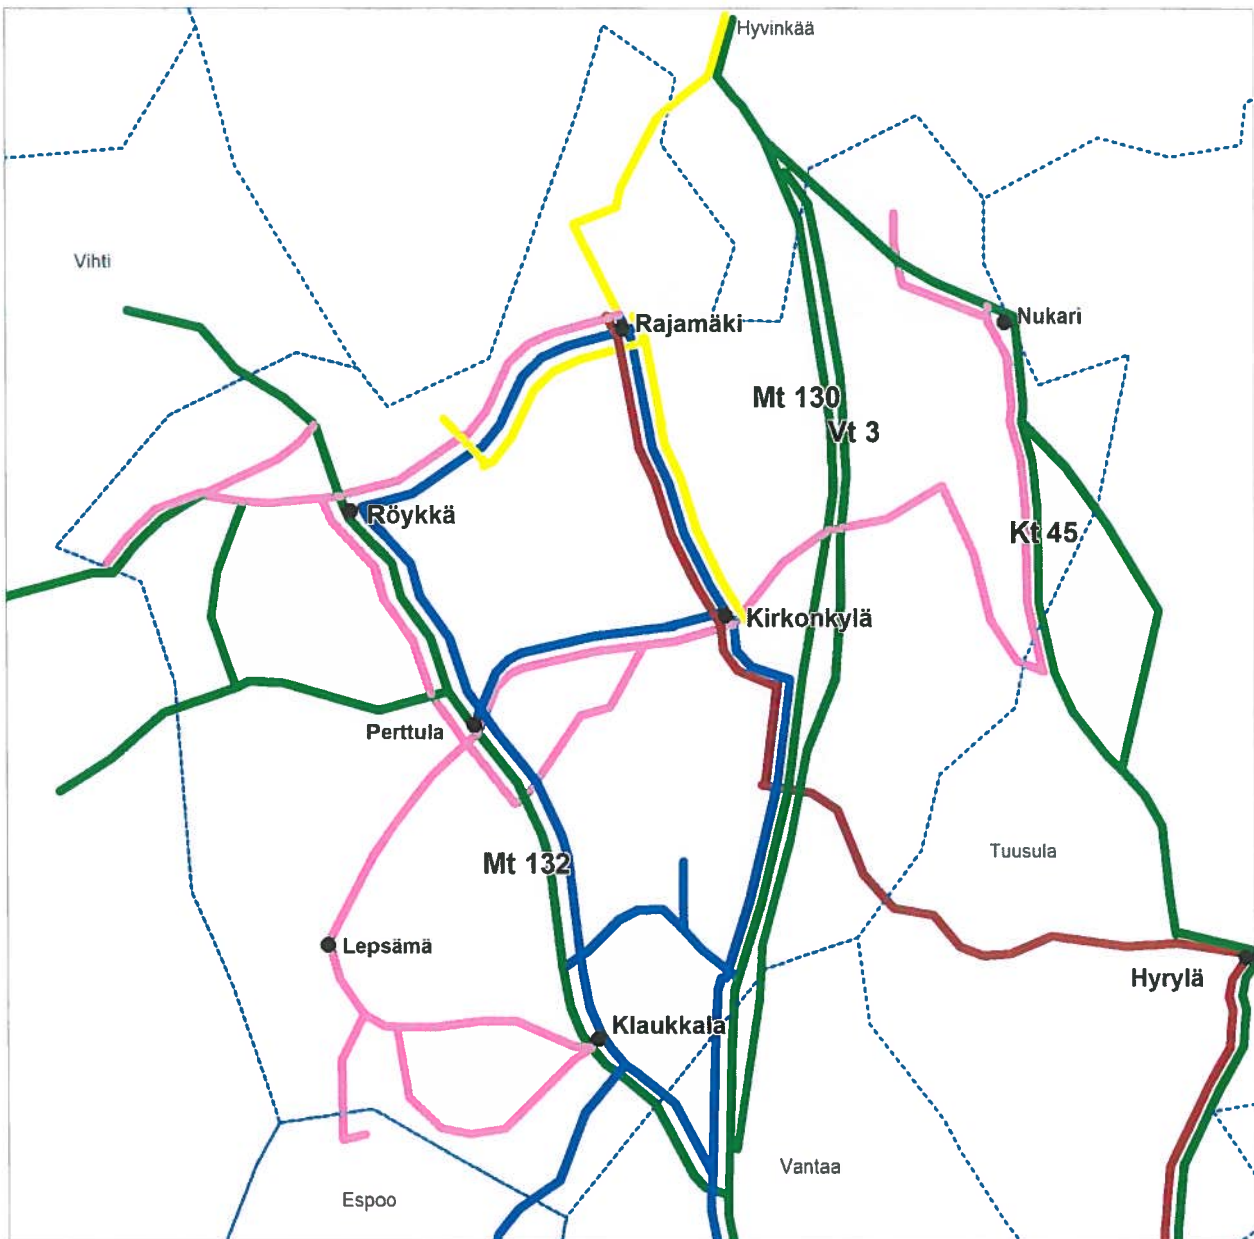 Hyvinkää
Vihti
Rajamäki
Nukari
Mt 130
Vt 3
Röykkä
Kt 45
Kirkonkylä
Perttula
Tuusula
Mt 132
Lepsämä
Hyrylä
Klaukkala
Vantaa
Espoo